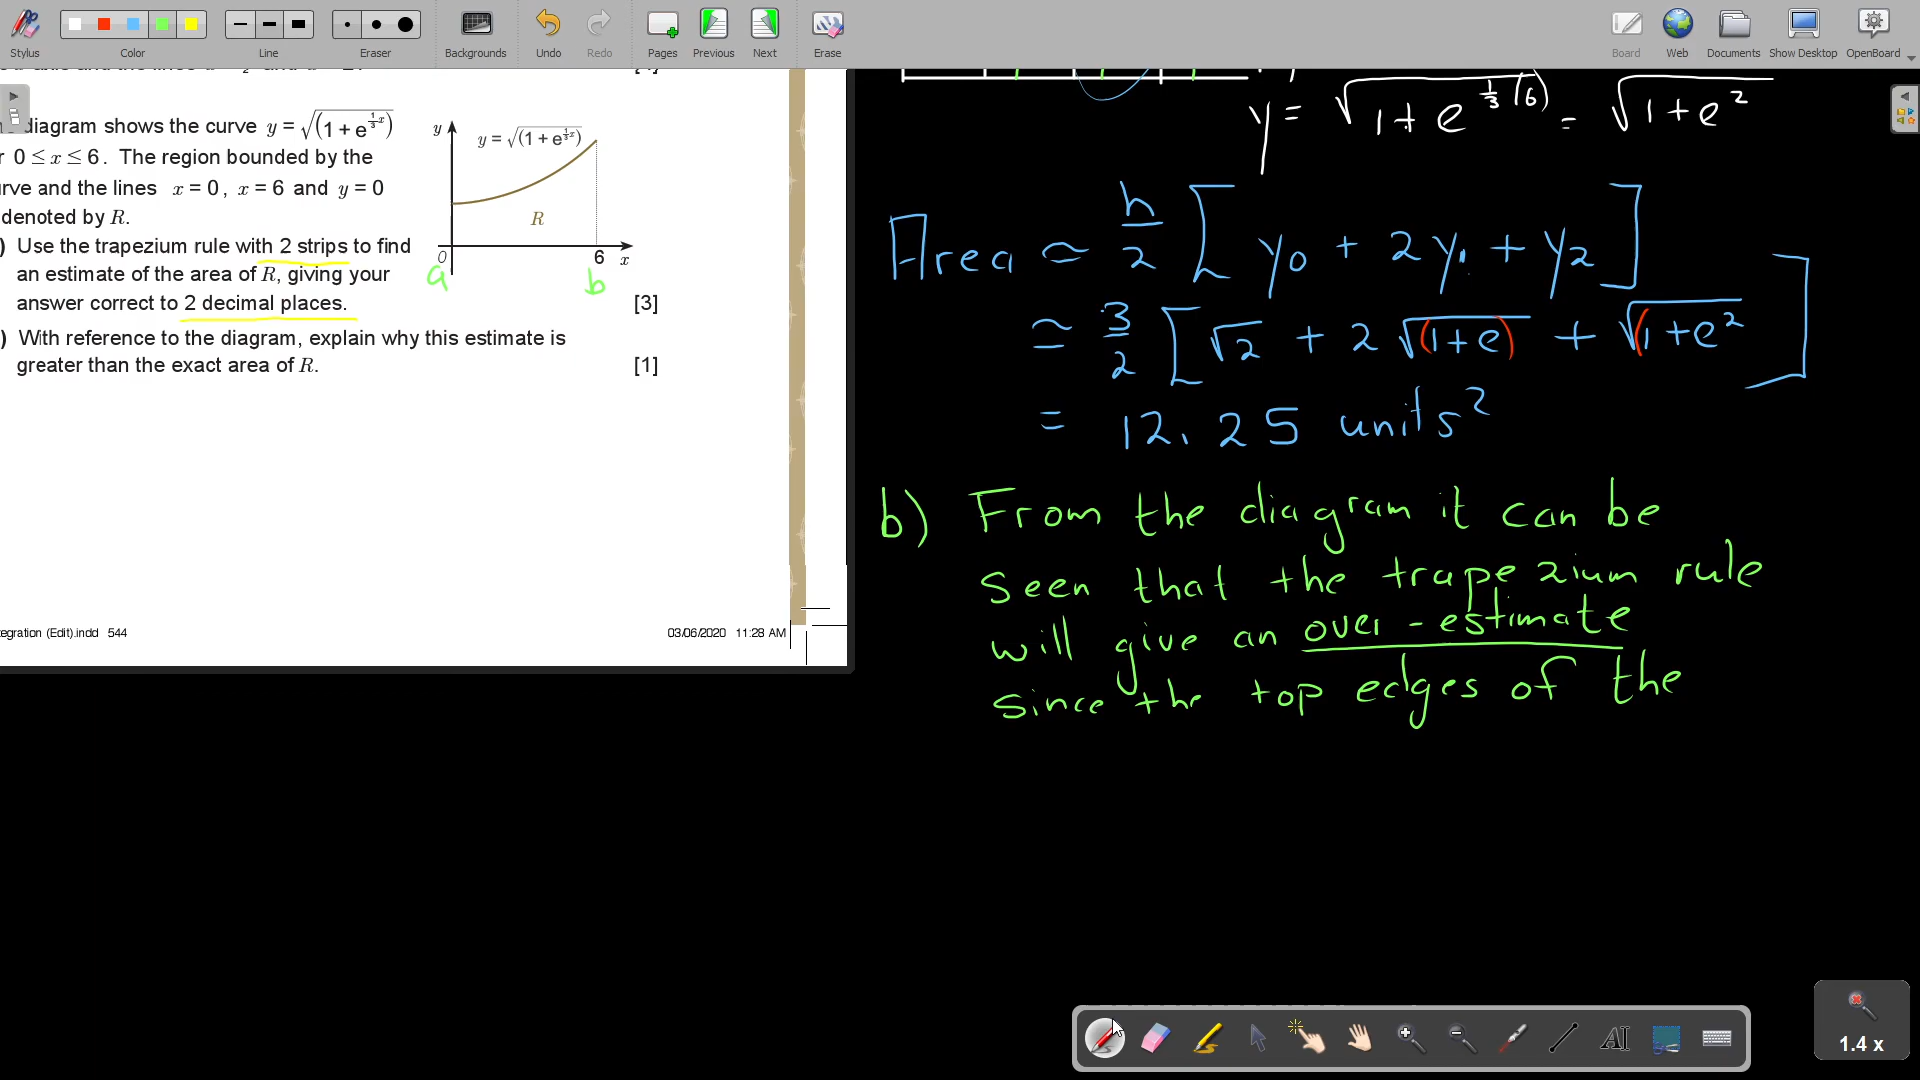 Stylus
Color
Line
Eraser
Backgrounds
Undo
Redo
Pages
Previous
Next
Erase
Board
Web
Documents
Show Desktop
OpenBoard
diagram shows the curve y = √(1 + e^{⅓x})
0 ≤ x ≤ 6. The region bounded by the
rve and the lines x = 0, x = 6 and y = 0
denoted by R.
) Use the trapezium rule with 2 strips to find
an estimate of the area of R, giving your
answer correct to 2 decimal places. [3]
) With reference to the diagram, explain why this estimate is
greater than the exact area of R. [1]
y
y = √(1 + e^{⅓x})
R
0 6 x
a b
egration (Edit).indd 544
03/06/2020 11:28 AM
y = √(1 + e^{⅓(6)}) = √(1 + e²)
Area ≃ h/2 [ y₀ + 2y₁ + y₂ ]
≃ 3/2 [ √2 + 2 √(1+e) + √(1 + e² ]
= 12.25 units²
b) From the diagram it can be
seen that the trapezium rule
will give an over-estimate
since the top edges of the
1.4 x